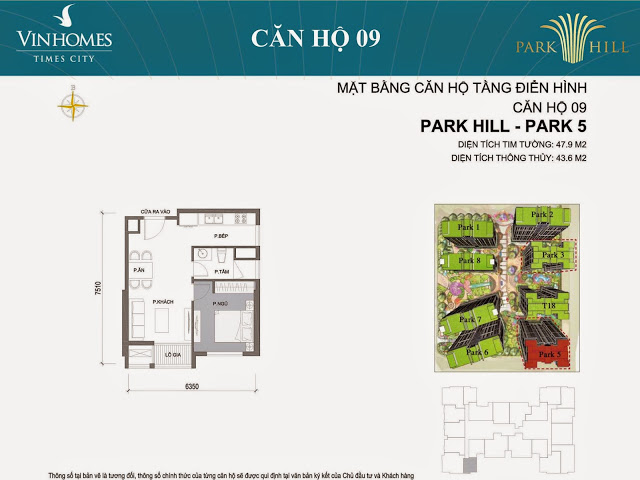 VINHOMES
TIMES CITY
CĂN HỘ 09
PARK HILL
MẶT BẰNG CĂN HỘ TẦNG ĐIỂN HÌNH
CĂN HỘ 09
PARK HILL - PARK 5
DIỆN TÍCH TIM TƯỜNG: 47.9 M2
DIỆN TÍCH THÔNG THỦY: 43.6 M2
B
CỬA RA VÀO
P.BẾP
P.ĂN
P.TẮM
P.KHÁCH
P.NGỦ
LÔ GIA
7510
6350
Park 1
Park 2
Park 8
Park 3
T18
Park 7
Park 6
Park 5
Thông số tại bản vẽ là tương đối, thông số chính thức của từng căn hộ sẽ được qui định tại văn bản ký kết của Chủ đầu tư và Khách hàng